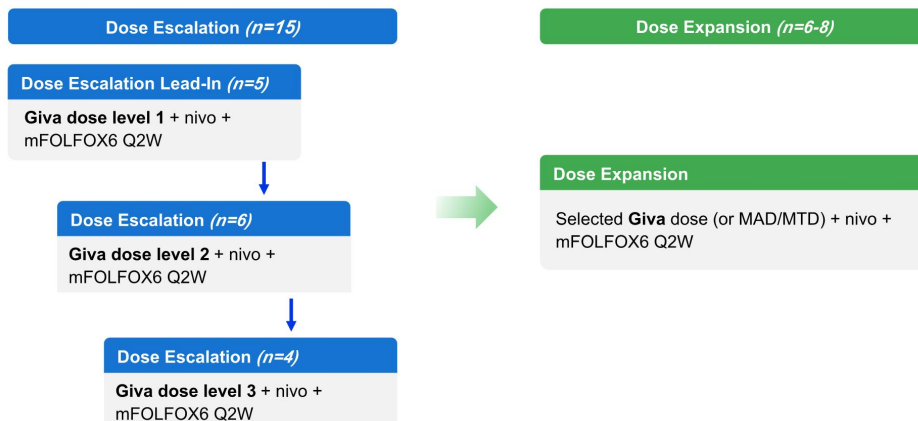 Dose Escalation (n=15)
Dose Escalation Lead-In (n=5)
Giva dose level 1 + nivo +
mFOLFOX6 Q2W
Dose Escalation (n=6)
Giva dose level 2 + nivo +
mFOLFOX6 Q2W
Dose Escalation (n=4)
Giva dose level 3 + nivo +
mFOLFOX6 Q2W
Dose Expansion (n=6-8)
Dose Expansion
Selected Giva dose (or MAD/MTD) + nivo +
mFOLFOX6 Q2W